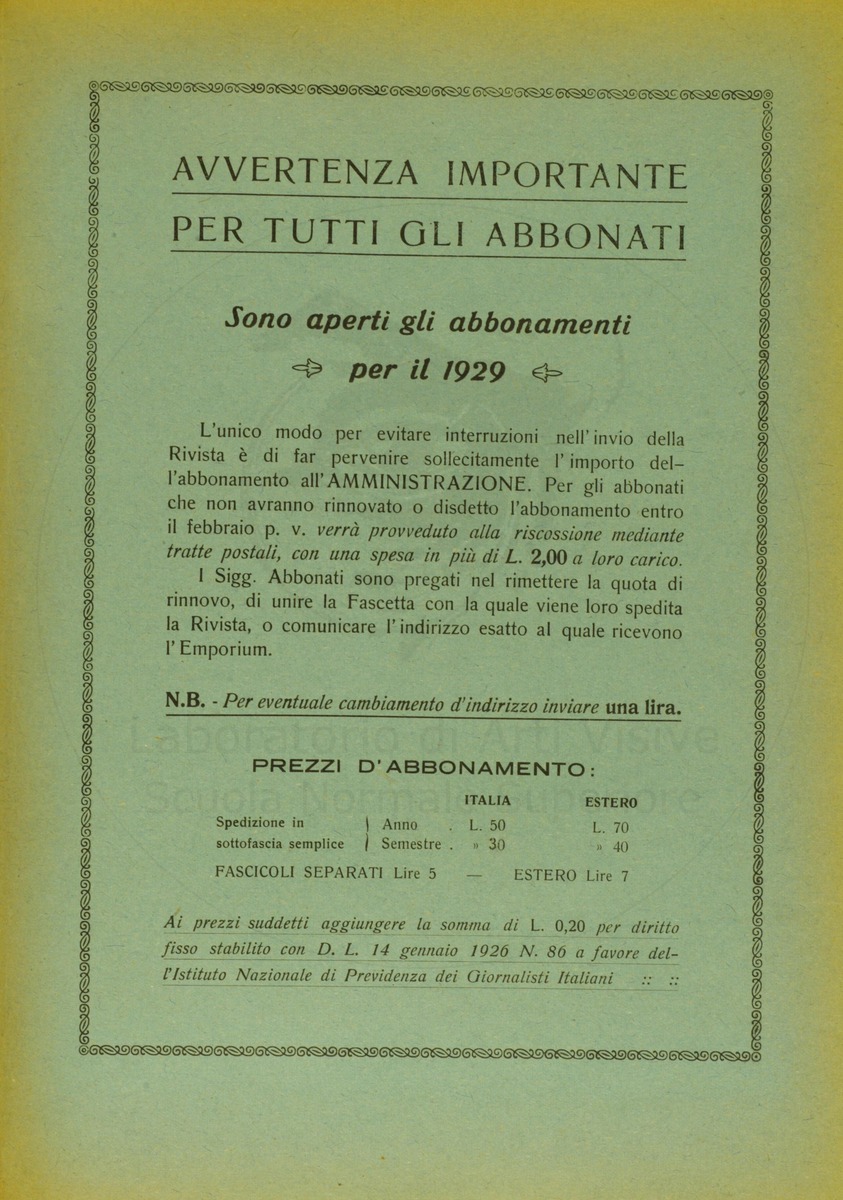 AVVERTENZA IMPORTANTE
PER TUTTI GLI ABBONATI
Sono aperti gli abbonamenti
per il 1929
L'unico modo per evitare interruzioni nell'invio della
Rivista è di far pervenire sollecitamente l'importo del-
l'abbonamento all'AMMINISTRAZIONE. Per gli abbonati
che non avranno rinnovato o disdetto l'abbonamento entro
il febbraio p. v. verrà provveduto alla riscossione mediante
tratte postali, con una spesa in più di L. 2,00 a loro carico.
I Sigg. Abbonati sono pregati nel rimettere la quota di
rinnovo, di unire la Fascetta con la quale viene loro spedita
la Rivista, o comunicare l'indirizzo esatto al quale ricevono
l'Emporium.
N.B. - Per eventuale cambiamento d'indirizzo inviare una lira.
Laboratorio di Arti Visive
Scuola Normale Superiore
PREZZI D'ABBONAMENTO:
ITALIA ESTERO
Spedizione in ) Anno . L. 50 L. 70
sottofascia semplice ) Semestre . » 30 » 40
FASCICOLI SEPARATI Lire 5 — ESTERO Lire 7
Ai prezzi suddetti aggiungere la somma di L. 0,20 per diritto
fisso stabilito con D. L. 14 gennaio 1926 N. 86 a favore del-
l'Istituto Nazionale di Previdenza dei Giornalisti Italiani :: ::